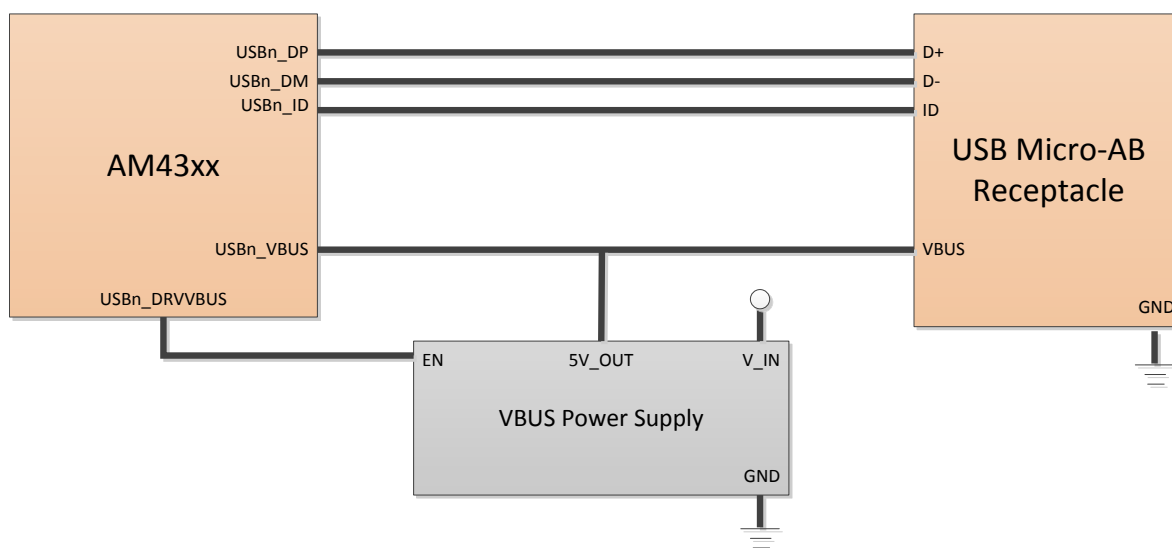 USBn_DP
USBn_DM
USBn_ID
AM43xx
USBn_VBUS
USBn_DRVVBUS
D+
D-
ID
USB Micro-AB
Receptacle
VBUS
GND
EN
5V_OUT
V_IN
VBUS Power Supply
GND